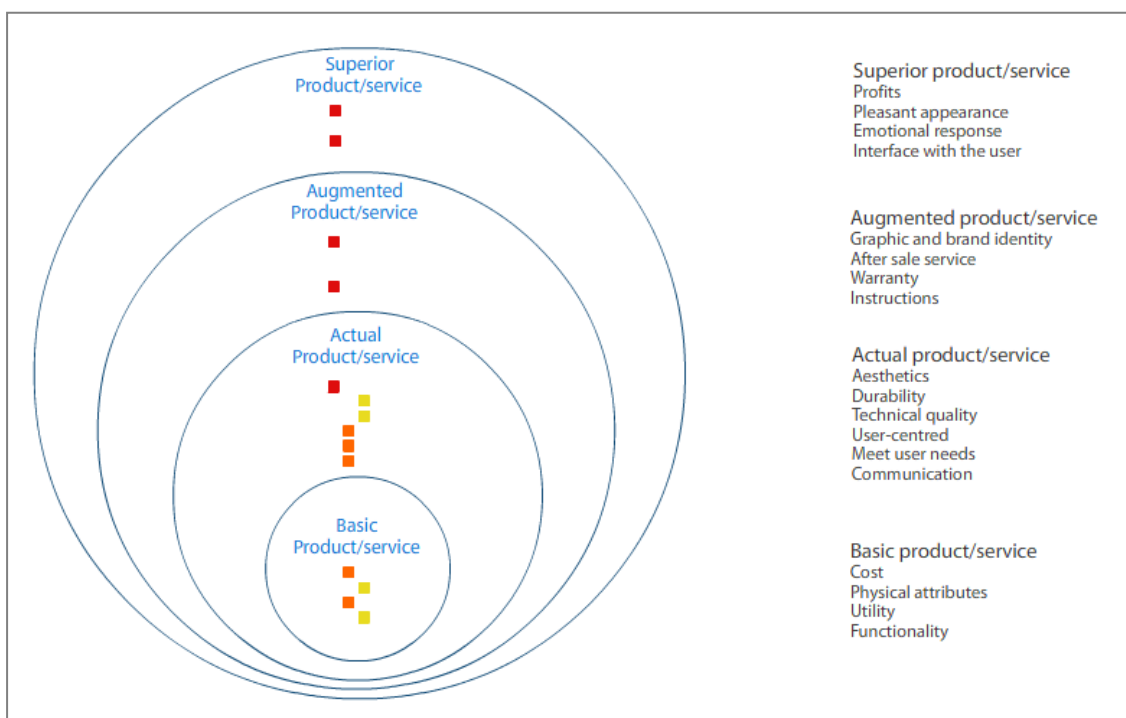 Superior
Product/service
Augmented
Product/service
Actual
Product/service
Basic
Product/service
Superior product/service
Profits
Pleasant appearance
Emotional response
Interface with the user
Augmented product/service
Graphic and brand identity
After sale service
Warranty
Instructions
Actual product/service
Aesthetics
Durability
Technical quality
User-centred
Meet user needs
Communication
Basic product/service
Cost
Physical attributes
Utility
Functionality